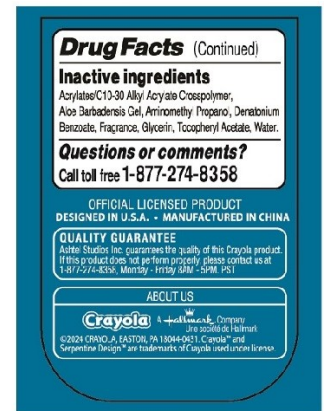 Drug Facts (Continued)
Inactive ingredients
Acrylates/C10-30 Alkyl Acrylate Crosspolymer,
Aloe Barbadensis Gel, Aminomethyl Propanol, Denatonium
Benzoate, Fragrance, Glycerin, Tocopheryl Acetate, Water.
Questions or comments?
Call toll free 1-877-274-8358
OFFICIAL LICENSED PRODUCT
DESIGNED IN U.S.A. • MANUFACTURED IN CHINA
QUALITY GUARANTEE
Ashtel Studios Inc. guarantees the quality of this Crayola product.
If this product does not perform properly, please contact us at
1-877-274-8358, Monday - Friday 8AM - 5PM. PST
ABOUT US
Crayola A Hallmark Company
Une société de Hallmark
©2024 CRAYOLA, EASTON, PA 18044-0431. Crayola™ and
Serpentine Design™ are trademarks of Crayola used under license.